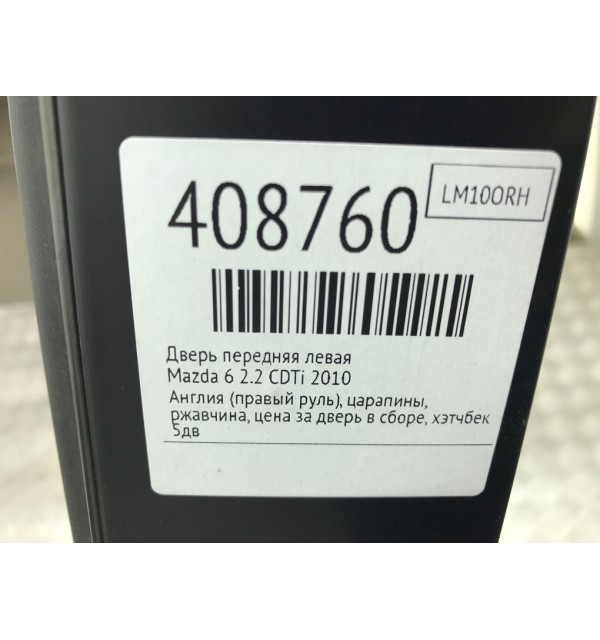 408760
LM100RH
Дверь передняя левая
Mazda 6 2.2 CDTi 2010
Англия (правый руль), царапины,
ржавчина, цена за дверь в сборе, хэтчбек
5дв